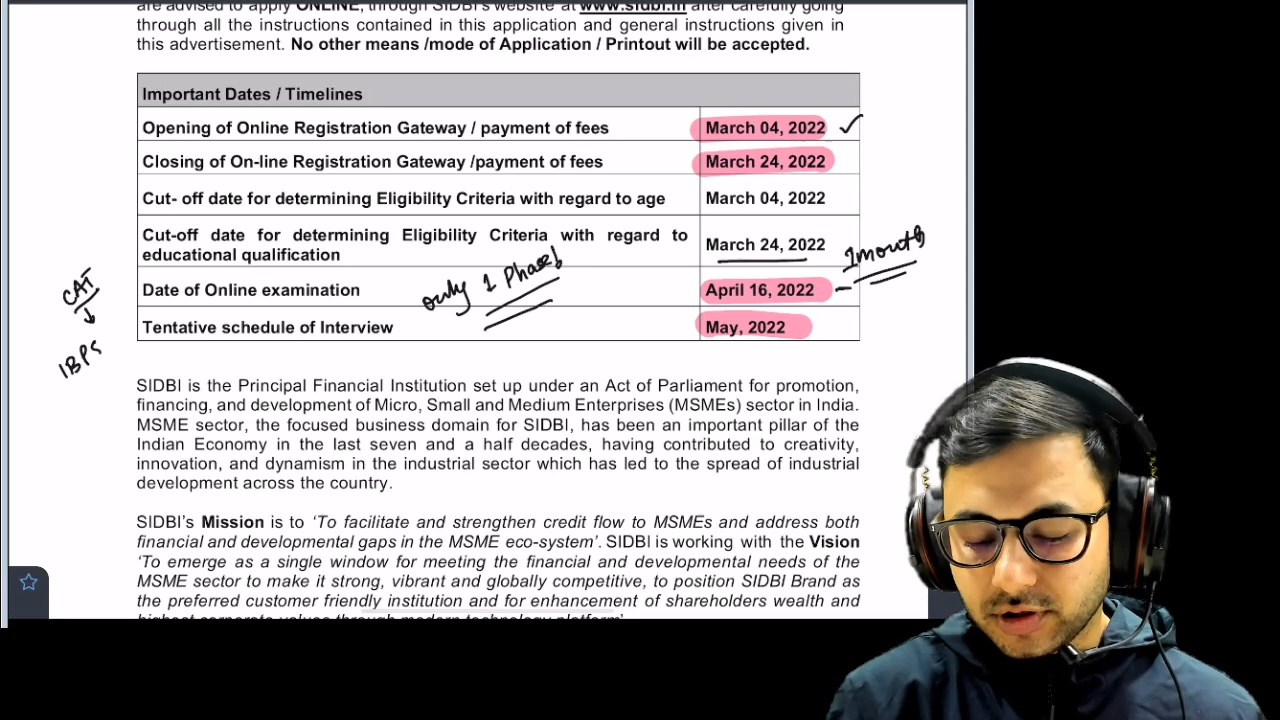 are advised to apply ONLINE, through SIDBI's website at www.sidbi.in after carefully going
through all the instructions contained in this application and general instructions given in
this advertisement. No other means /mode of Application / Printout will be accepted.
Important Dates / Timelines
Opening of Online Registration Gateway / payment of fees March 04, 2022
Closing of On-line Registration Gateway /payment of fees March 24, 2022
Cut- off date for determining Eligibility Criteria with regard to age March 04, 2022
Cut-off date for determining Eligibility Criteria with regard to
educational qualification March 24, 2022
1 month
only 1 Phase!
CAT
Date of Online examination April 16, 2022
Tentative schedule of Interview May, 2022
IBPS
SIDBI is the Principal Financial Institution set up under an Act of Parliament for promotion,
financing, and development of Micro, Small and Medium Enterprises (MSMEs) sector in India.
MSME sector, the focused business domain for SIDBI, has been an important pillar of the
Indian Economy in the last seven and a half decades, having contributed to creativity,
innovation, and dynamism in the industrial sector which has led to the spread of industrial
development across the country.
SIDBI's Mission is to ‘To facilitate and strengthen credit flow to MSMEs and address both
financial and developmental gaps in the MSME eco-system’. SIDBI is working with the Vision
‘To emerge as a single window for meeting the financial and developmental needs of the
MSME sector to make it strong, vibrant and globally competitive, to position SIDBI Brand as
the preferred customer friendly institution and for enhancement of shareholders wealth and
highest corporate values through modern technology platform’.